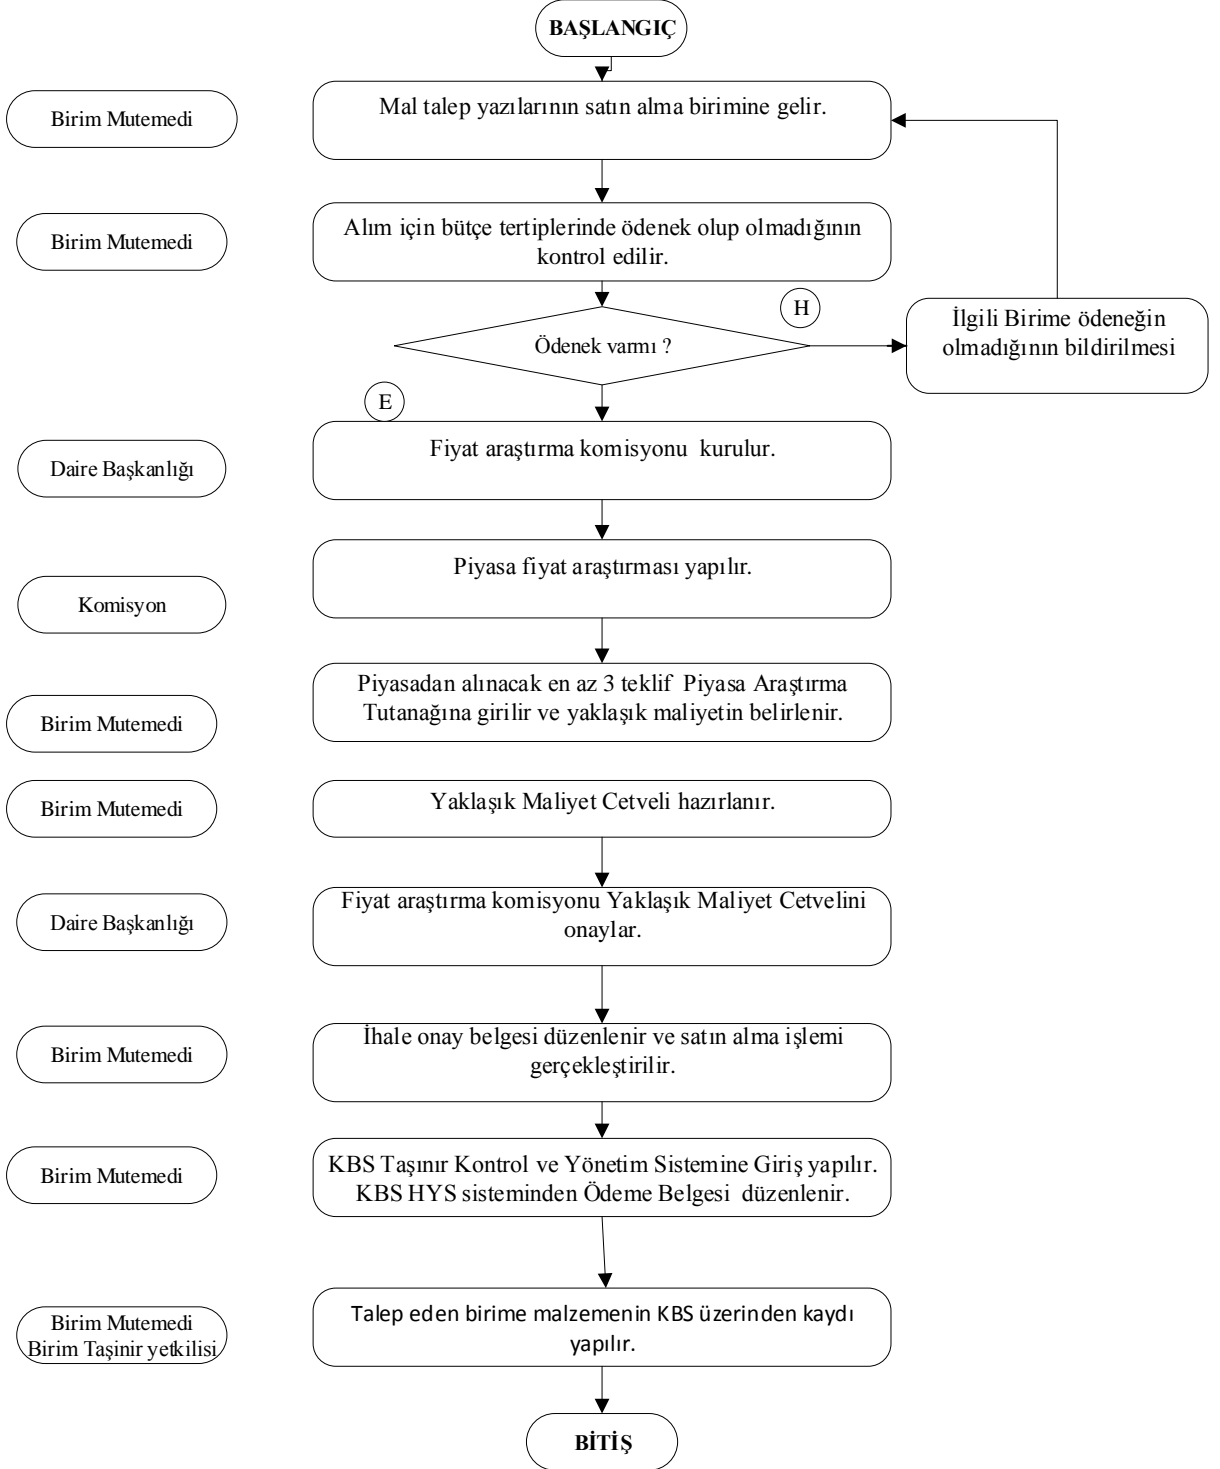 BAŞLANGIÇ
Birim Mutemedi
Mal talep yazılarının satın alma birimine gelir.
Birim Mutemedi
Alım için bütçe tertiplerinde ödenek olup olmadığının
kontrol edilir.
H
Ödenek varmı ?
İlgili Birime ödeneğin
olmadığının bildirilmesi
E
Daire Başkanlığı
Fiyat araştırma komisyonu kurulur.
Komisyon
Piyasa fiyat araştırması yapılır.
Birim Mutemedi
Piyasadan alınacak en az 3 teklif Piyasa Araştırma
Tutanağına girilir ve yaklaşık maliyetin belirlenir.
Birim Mutemedi
Yaklaşık Maliyet Cetveli hazırlanır.
Daire Başkanlığı
Fiyat araştırma komisyonu Yaklaşık Maliyet Cetvelini
onaylar.
Birim Mutemedi
İhale onay belgesi düzenlenir ve satın alma işlemi
gerçekleştirilir.
Birim Mutemedi
KBS Taşınır Kontrol ve Yönetim Sistemine Giriş yapılır.
KBS HYS sisteminden Ödeme Belgesi düzenlenir.
Birim Mutemedi
Birim Taşinir yetkilisi
Talep eden birime malzemenin KBS üzerinden kaydı
yapılır.
BİTİŞ